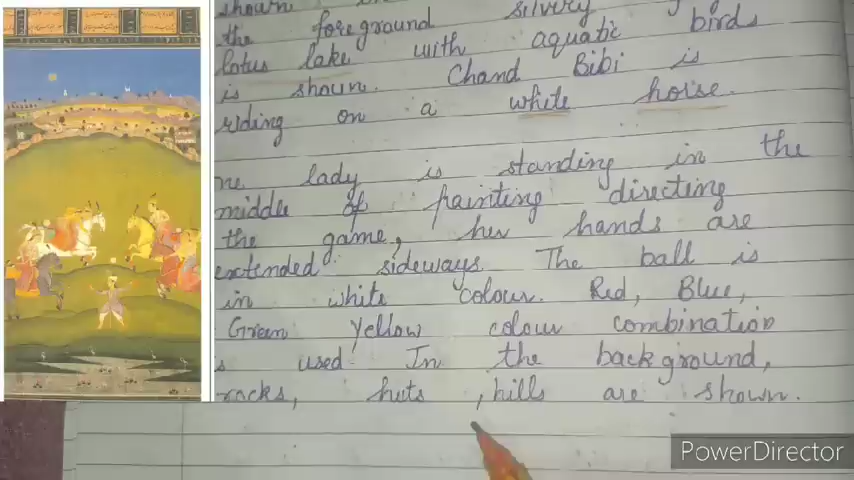 shown
the foreground silvery
lotus lake with aquatic birds
is shown. Chand Bibi is
riding on a white horse.
ne lady is standing in the
middle of painting directing
the game, her hands are
extended sideways The ball is
in white colour. Red, Blue,
Green yellow colour combination
s used In the background,
rocks, huts, hills are shown.
PowerDirector